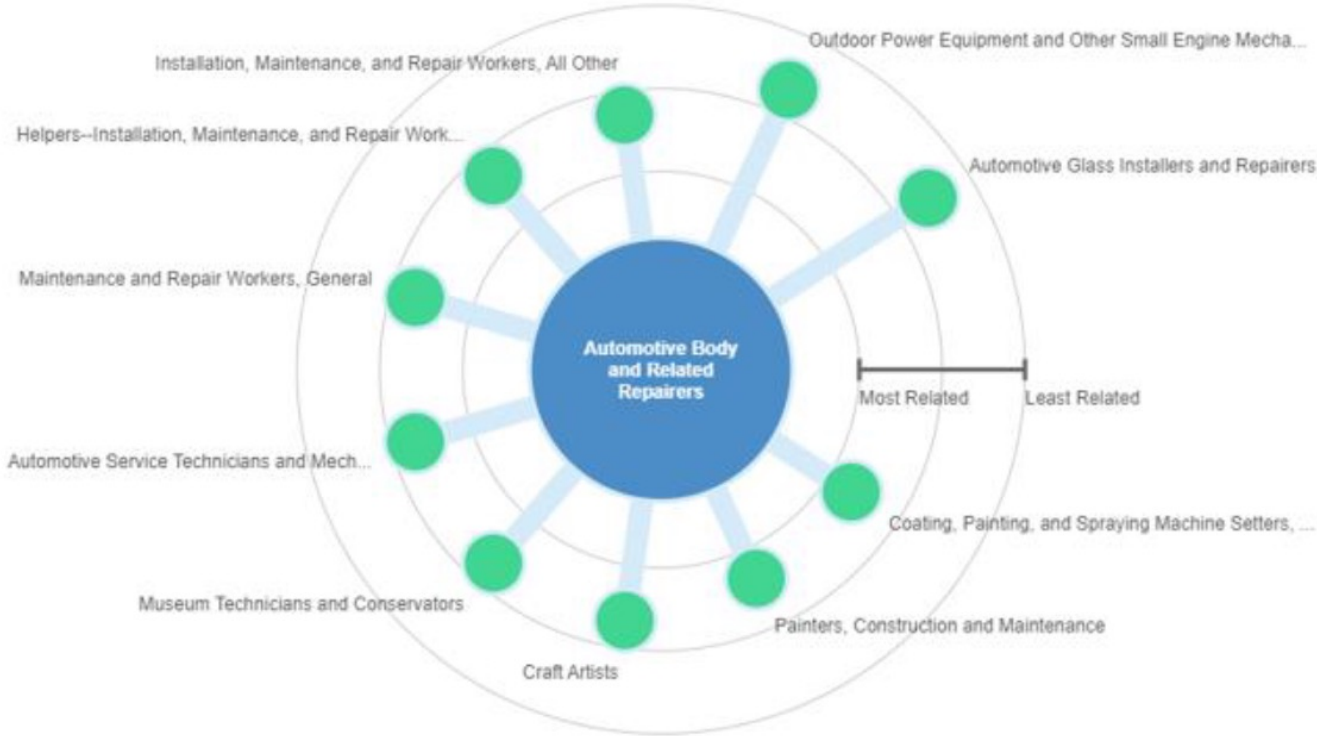 Outdoor Power Equipment and Other Small Engine Mecha...
Installation, Maintenance, and Repair Workers, All Other
Helpers--Installation, Maintenance, and Repair Work...
Automotive Glass Installers and Repairers
Maintenance and Repair Workers, General
Automotive Body
and Related
Repairers
Most Related
Least Related
Automotive Service Technicians and Mech...
Coating, Painting, and Spraying Machine Setters, ...
Museum Technicians and Conservators
Painters, Construction and Maintenance
Craft Artists